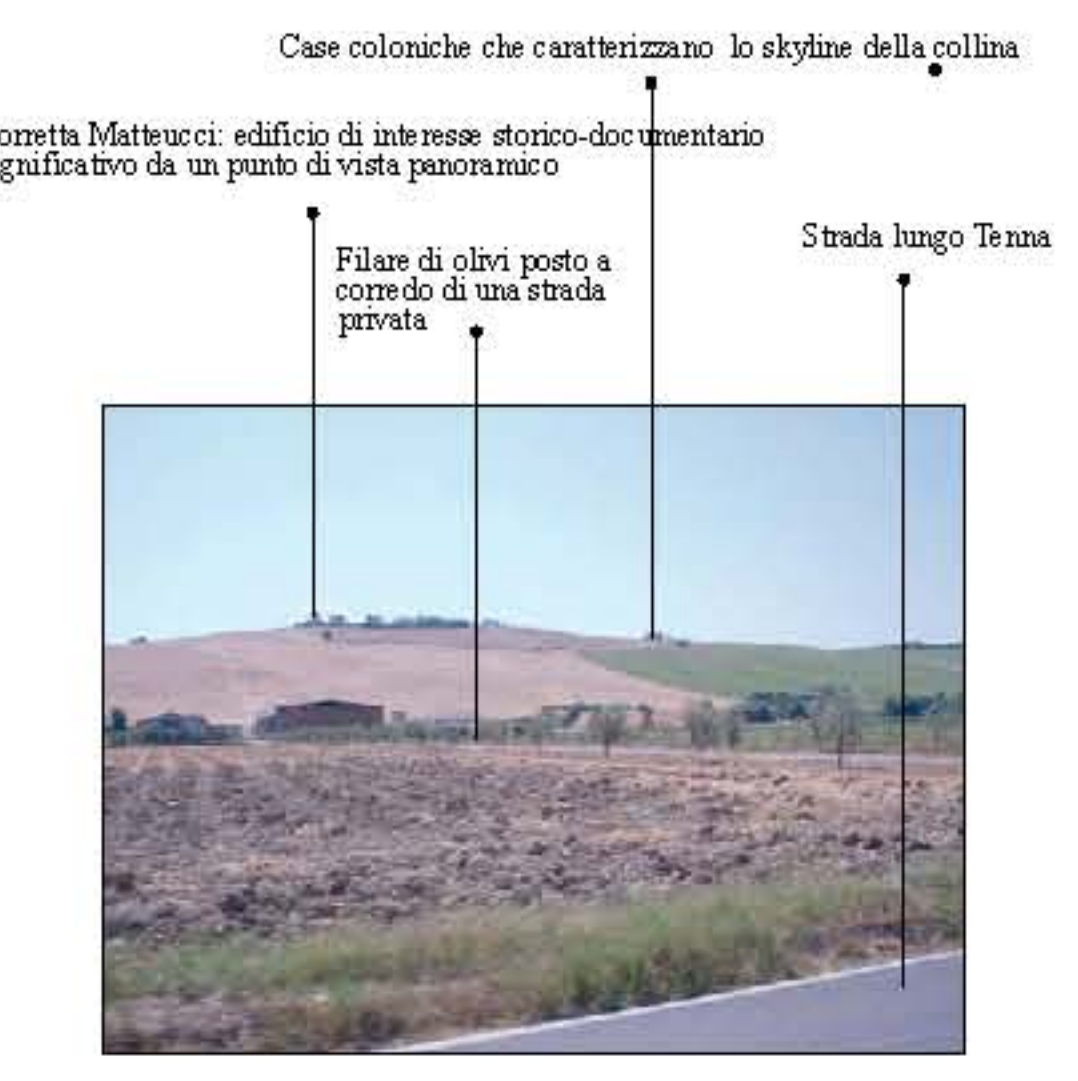 Case coloniche che caratterizzano lo skyline della collina
orretta Matteucci: edificio di interesse storico-documentario
gnificativo da un punto di vista panoramico
Filare di olivi posto a
corredo di una strada
privata
Strada lungo Tenna